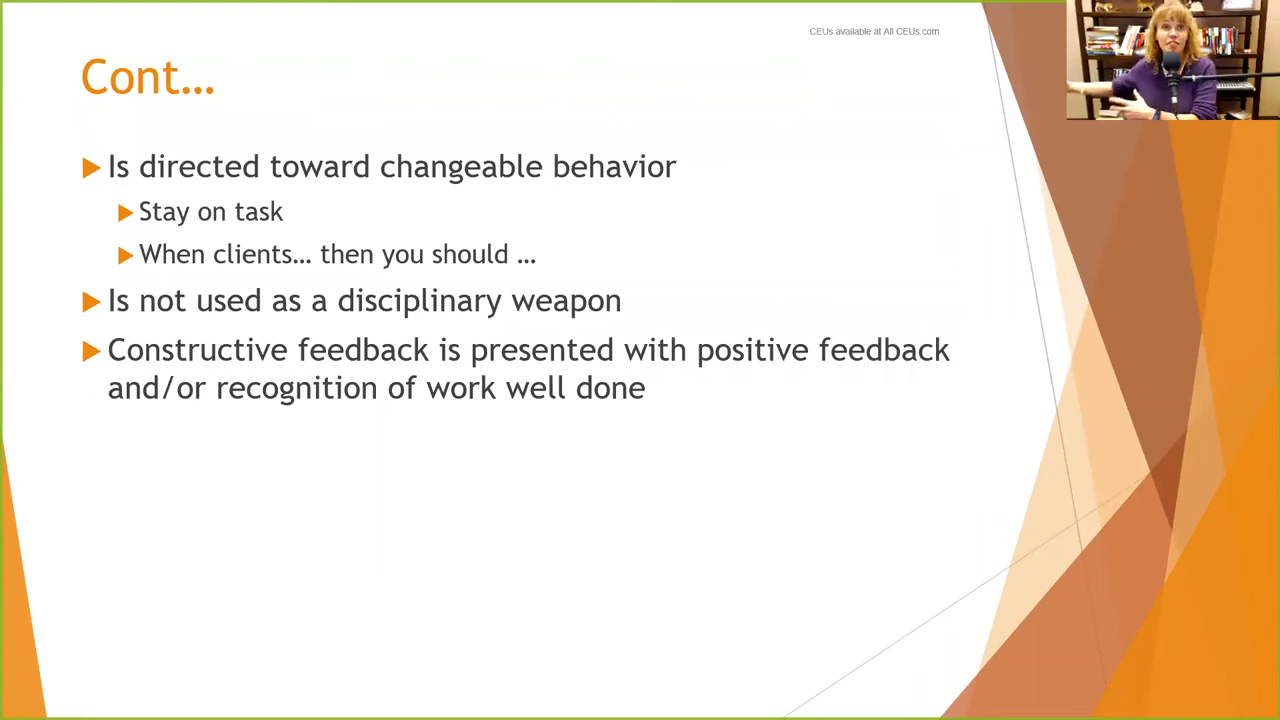 CEUs available at All CEUs.com
Cont…
Is directed toward changeable behavior
Stay on task
When clients… then you should …
Is not used as a disciplinary weapon
Constructive feedback is presented with positive feedback
and/or recognition of work well done